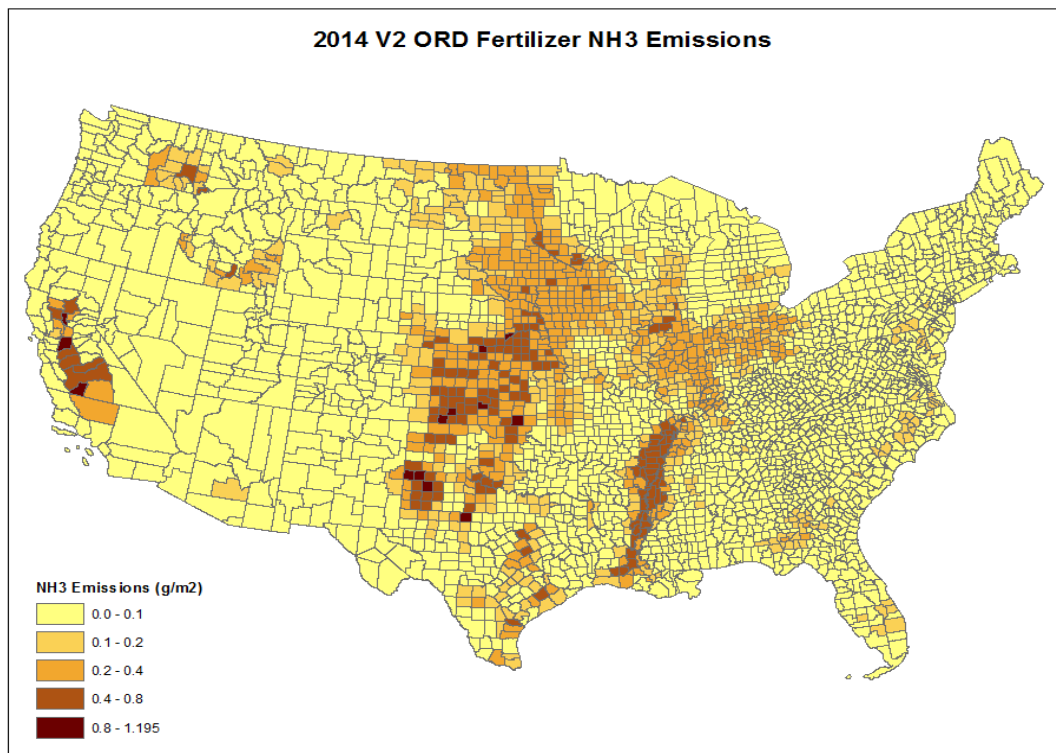 2014 V2 ORD Fertilizer NH3 Emissions
NH3 Emissions (g/m2)
0.0 - 0.1
0.1 - 0.2
0.2 - 0.4
0.4 - 0.8
0.8 - 1.195